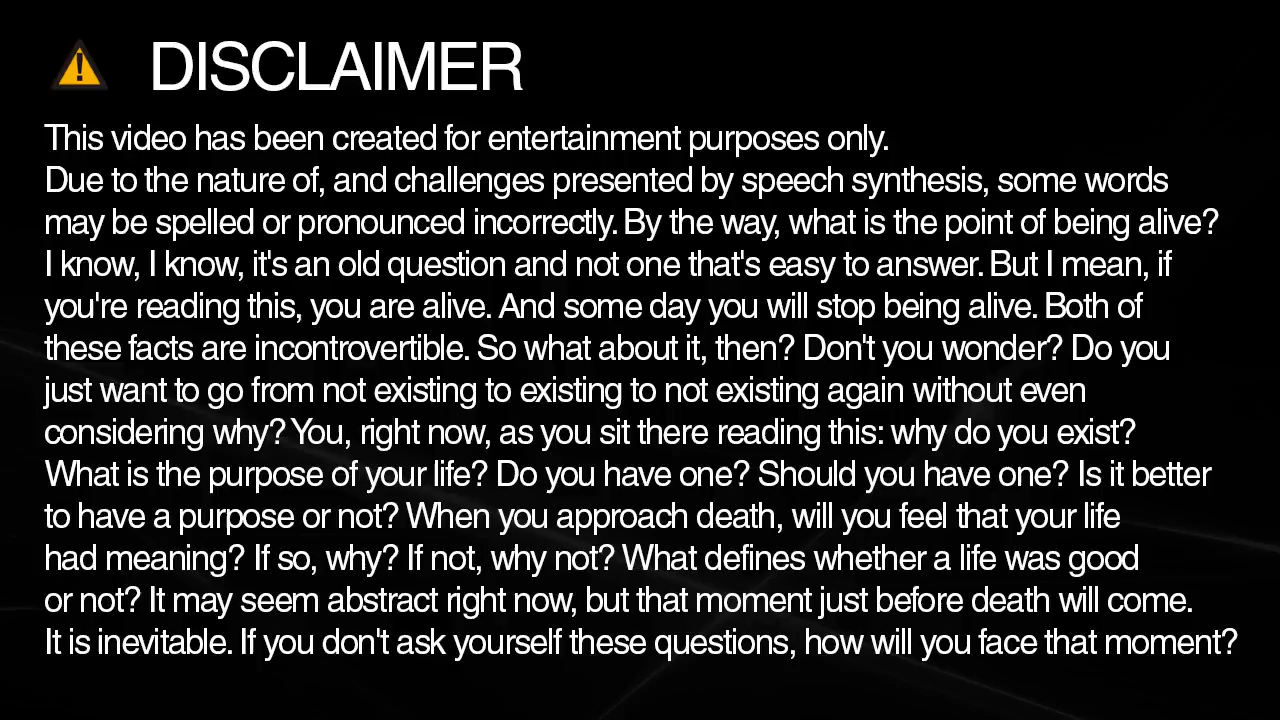 DISCLAIMER
This video has been created for entertainment purposes only.
Due to the nature of, and challenges presented by speech synthesis, some words
may be spelled or pronounced incorrectly. By the way, what is the point of being alive?
I know, I know, it's an old question and not one that's easy to answer. But I mean, if
you're reading this, you are alive. And some day you will stop being alive. Both of
these facts are incontrovertible. So what about it, then? Don't you wonder? Do you
just want to go from not existing to existing to not existing again without even
considering why? You, right now, as you sit there reading this: why do you exist?
What is the purpose of your life? Do you have one? Should you have one? Is it better
to have a purpose or not? When you approach death, will you feel that your life
had meaning? If so, why? If not, why not? What defines whether a life was good
or not? It may seem abstract right now, but that moment just before death will come.
It is inevitable. If you don't ask yourself these questions, how will you face that moment?